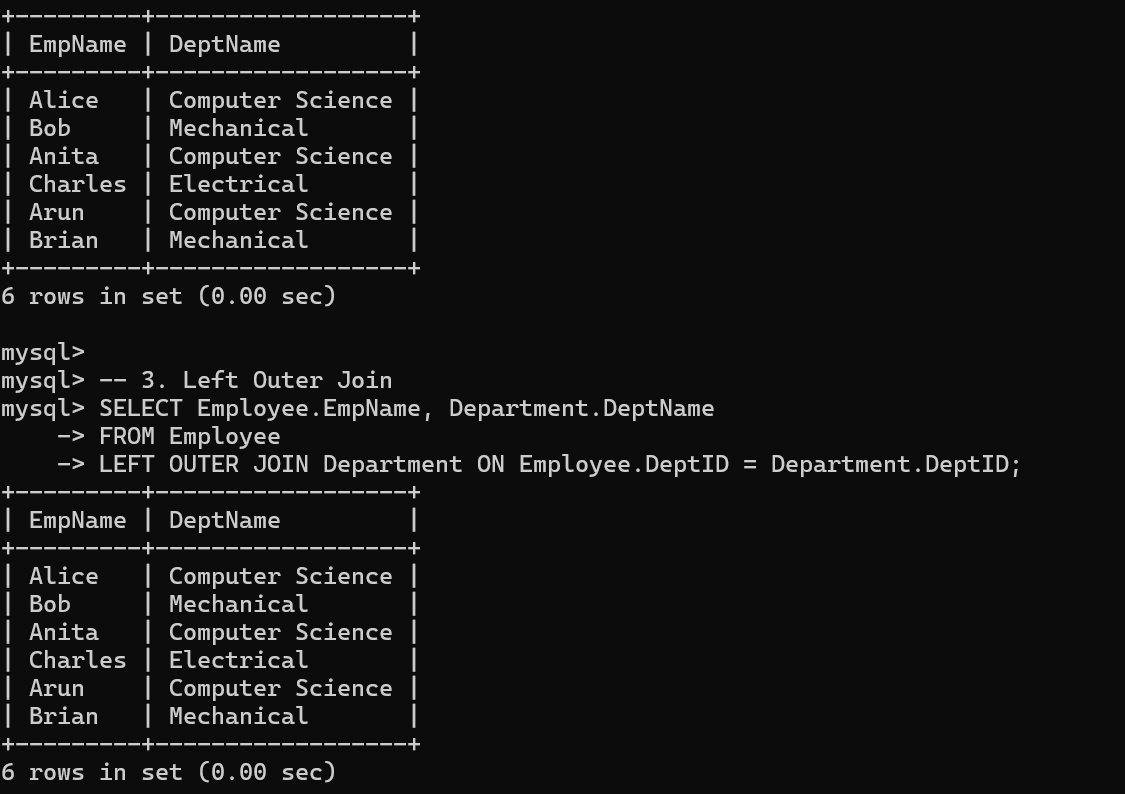 +---------+------------------+
| EmpName | DeptName         |
+---------+------------------+
| Alice   | Computer Science |
| Bob     | Mechanical       |
| Anita   | Computer Science |
| Charles | Electrical       |
| Arun    | Computer Science |
| Brian   | Mechanical       |
+---------+------------------+
6 rows in set (0.00 sec)

mysql>
mysql> -- 3. Left Outer Join
mysql> SELECT Employee.EmpName, Department.DeptName
    -> FROM Employee
    -> LEFT OUTER JOIN Department ON Employee.DeptID = Department.DeptID;
+---------+------------------+
| EmpName | DeptName         |
+---------+------------------+
| Alice   | Computer Science |
| Bob     | Mechanical       |
| Anita   | Computer Science |
| Charles | Electrical       |
| Arun    | Computer Science |
| Brian   | Mechanical       |
+---------+------------------+
6 rows in set (0.00 sec)